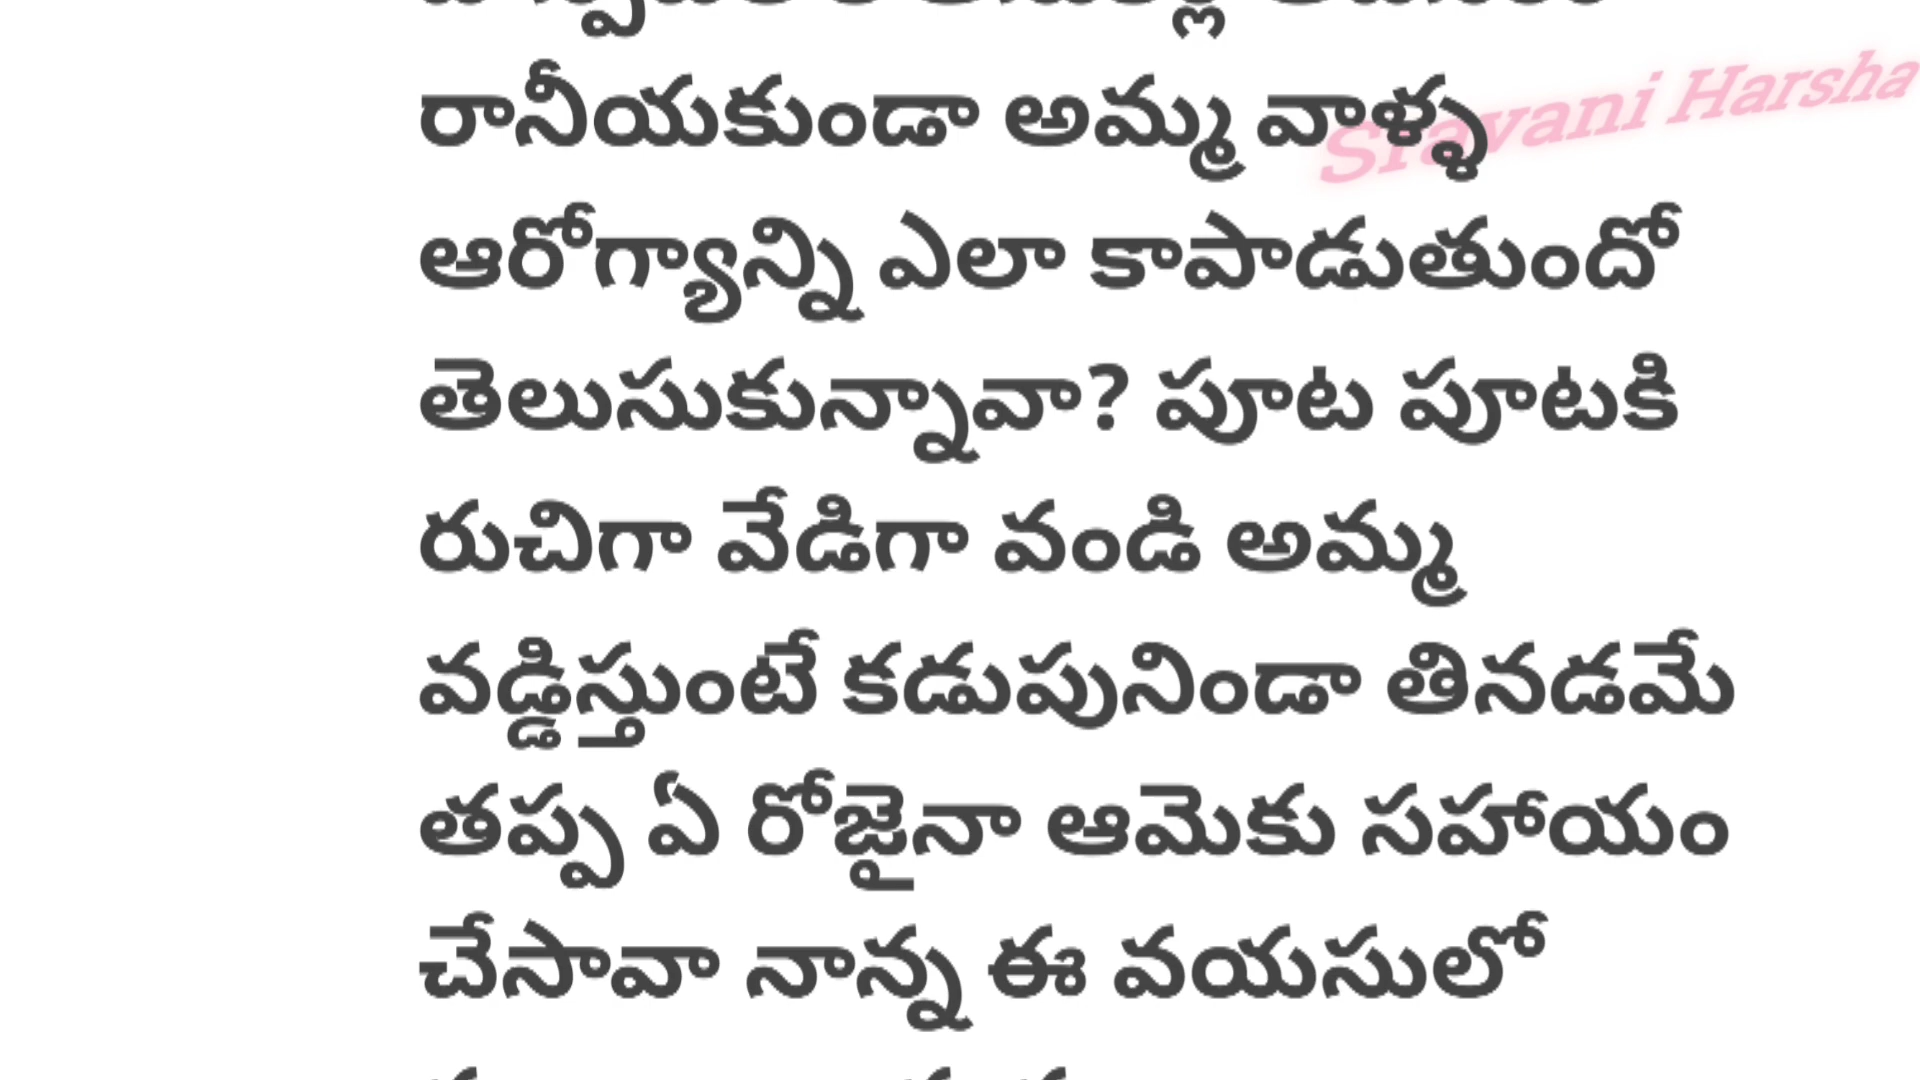 రానీయకుండా అమ్మ వాళ్ళ
Sravani Harsha
ఆరోగ్యాన్ని ఎలా కాపాడుతుందో
తెలుసుకున్నావా? పూట పూటకి
రుచిగా వేడిగా వండి అమ్మ
వడ్డిస్తుంటే కడుపునిండా తినడమే
తప్ప ఏ రోజైనా ఆమెకు సహాయం
చేసావా నాన్న ఈ వయసులో